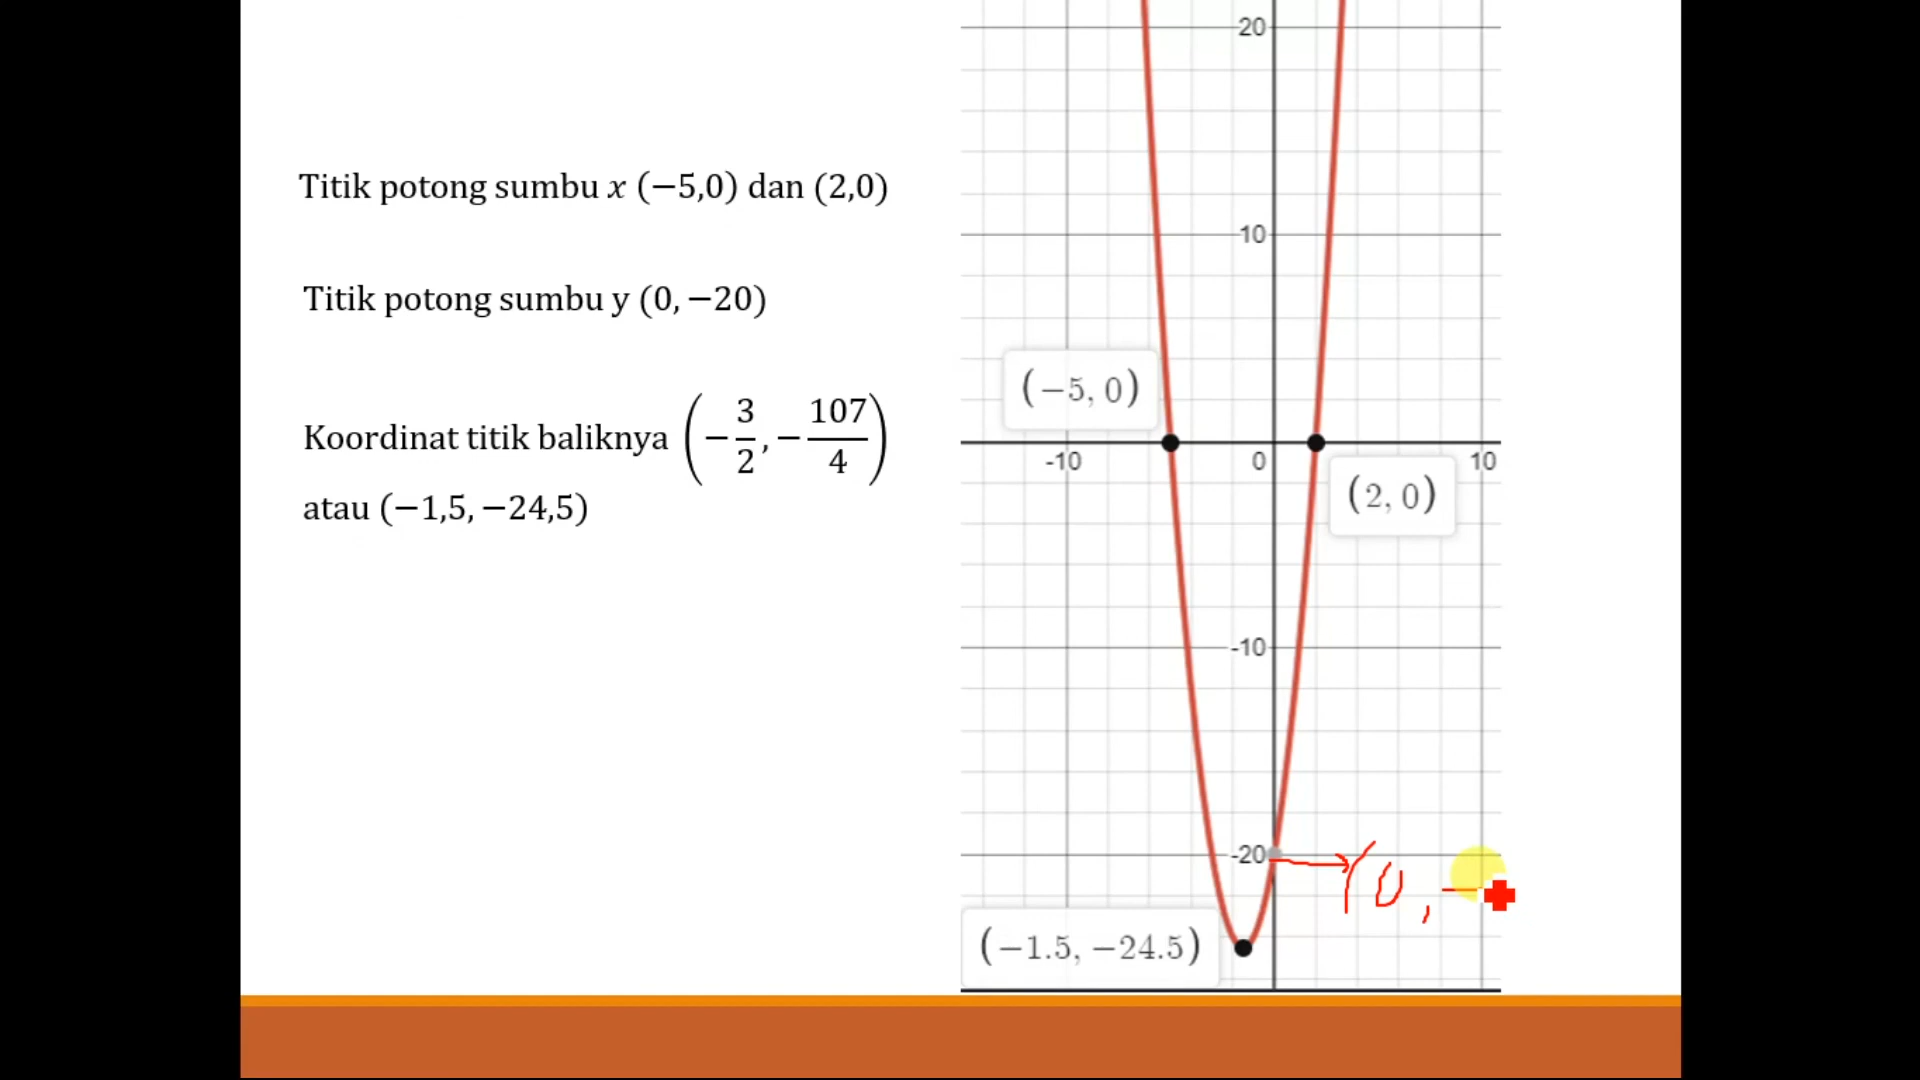 Titik potong sumbu x (−5,0) dan (2,0)
Titik potong sumbu y (0, −20)
Koordinat titik baliknya (−3/2, −107/4)
atau (−1,5, −24,5)
20
10
(−5, 0)
-10
0
10
(2, 0)
-10
-20
(0, −
(−1.5, −24.5)